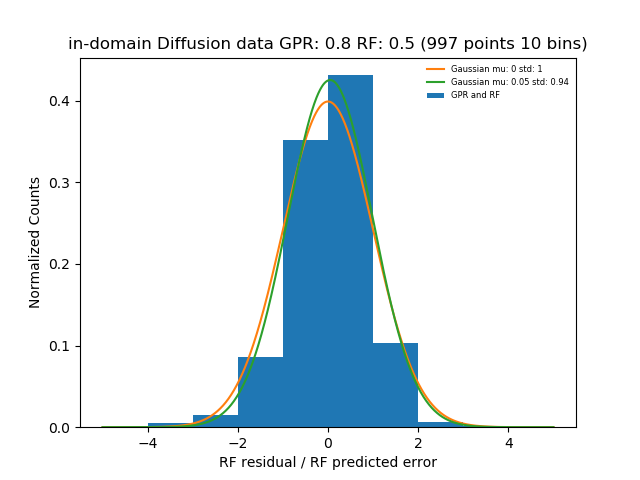 in-domain Diffusion data GPR: 0.8 RF: 0.5 (997 points 10 bins)
Gaussian mu: 0 std: 1
Gaussian mu: 0.05 std: 0.94
GPR and RF
Normalized Counts
0.4
0.3
0.2
0.1
0.0
−4 −2 0 2 4
RF residual / RF predicted error